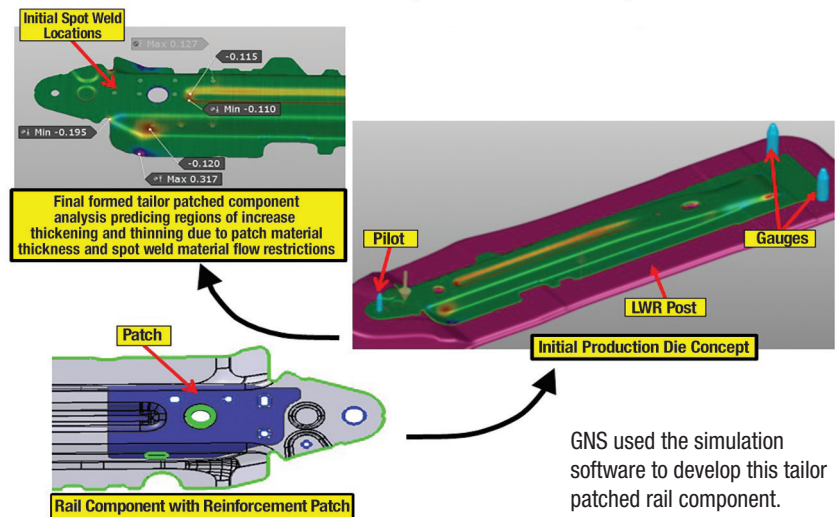 Initial Spot Weld
Locations
Max 0.127
-0.115
Min -0.110
Min -0.195
-0.120
Max 0.317
Final formed tailor patched component
analysis predicing regions of increase
thickening and thinning due to patch material
thickness and spot weld material flow restrictions
Pilot
Gauges
LWR Post
Initial Production Die Concept
Patch
Rail Component with Reinforcement Patch
GNS used the simulation
software to develop this tailor
patched rail component.